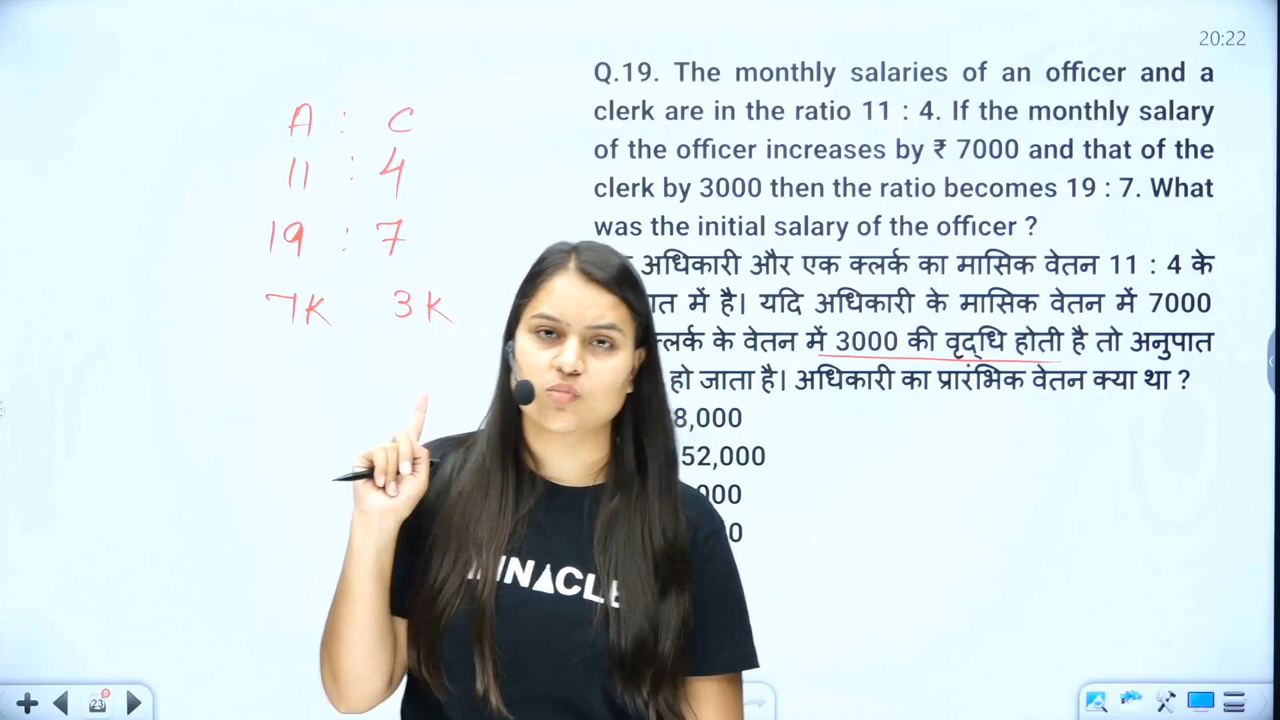 20:22
Q.19. The monthly salaries of an officer and a
clerk are in the ratio 11 : 4. If the monthly salary
of the officer increases by ₹ 7000 and that of the
clerk by 3000 then the ratio becomes 19 : 7. What
was the initial salary of the officer ?
अधिकारी और एक क्लर्क का मासिक वेतन 11 : 4 के
में है। यदि अधिकारी के मासिक वेतन में 7000
के वेतन में 3000 की वृद्धि होती है तो अनुपात
हो जाता है। अधिकारी का प्रारंभिक वेतन क्या था ?
8,000
52,000
000
0
A : C
11 : 4
19 : 7
7K 3K
23